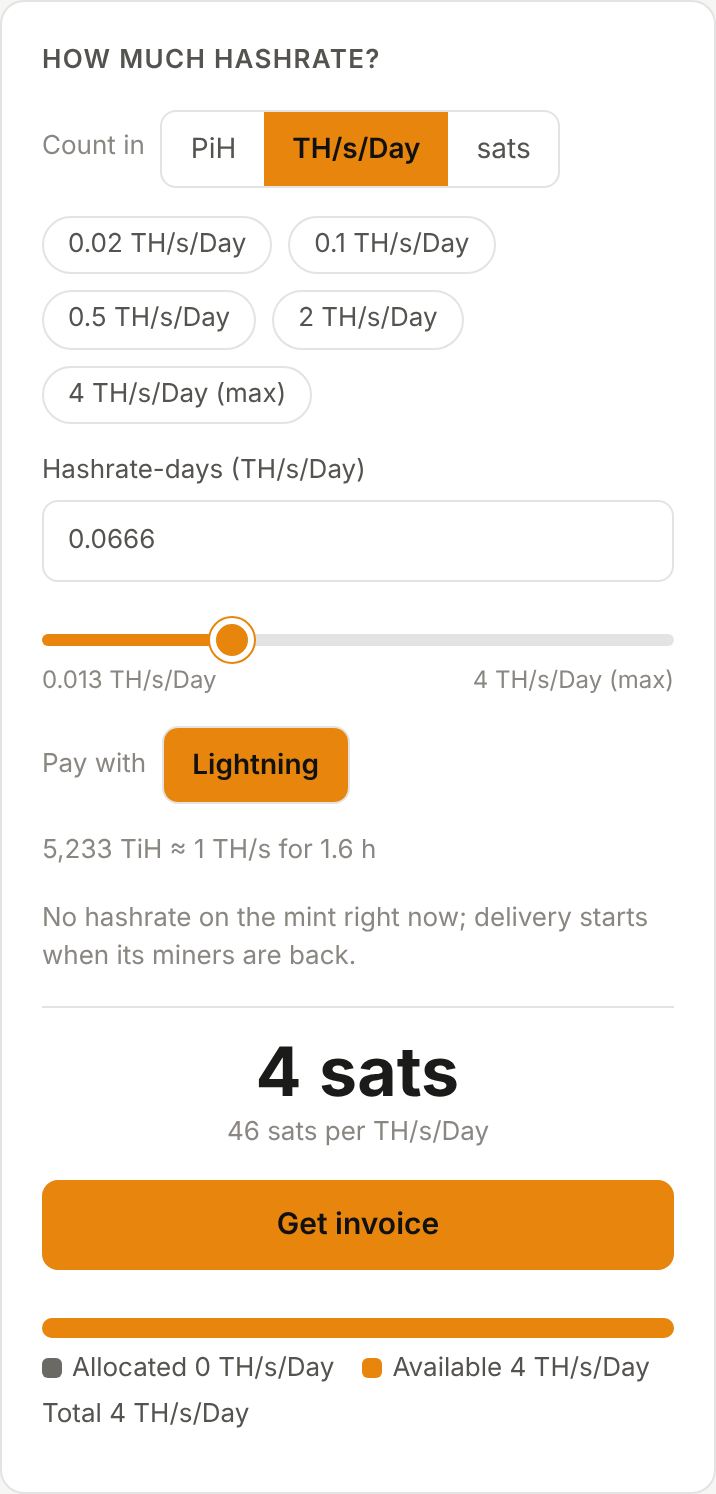 HOW MUCH HASHRATE?
Count in PiH TH/s/Day sats
0.02 TH/s/Day 0.1 TH/s/Day
0.5 TH/s/Day 2 TH/s/Day
4 TH/s/Day (max)
Hashrate-days (TH/s/Day)
0.0666
0.013 TH/s/Day 4 TH/s/Day (max)
Pay with Lightning
5,233 TiH ≈ 1 TH/s for 1.6 h
No hashrate on the mint right now; delivery starts
when its miners are back.
4 sats
46 sats per TH/s/Day
Get invoice
Allocated 0 TH/s/Day Available 4 TH/s/Day
Total 4 TH/s/Day